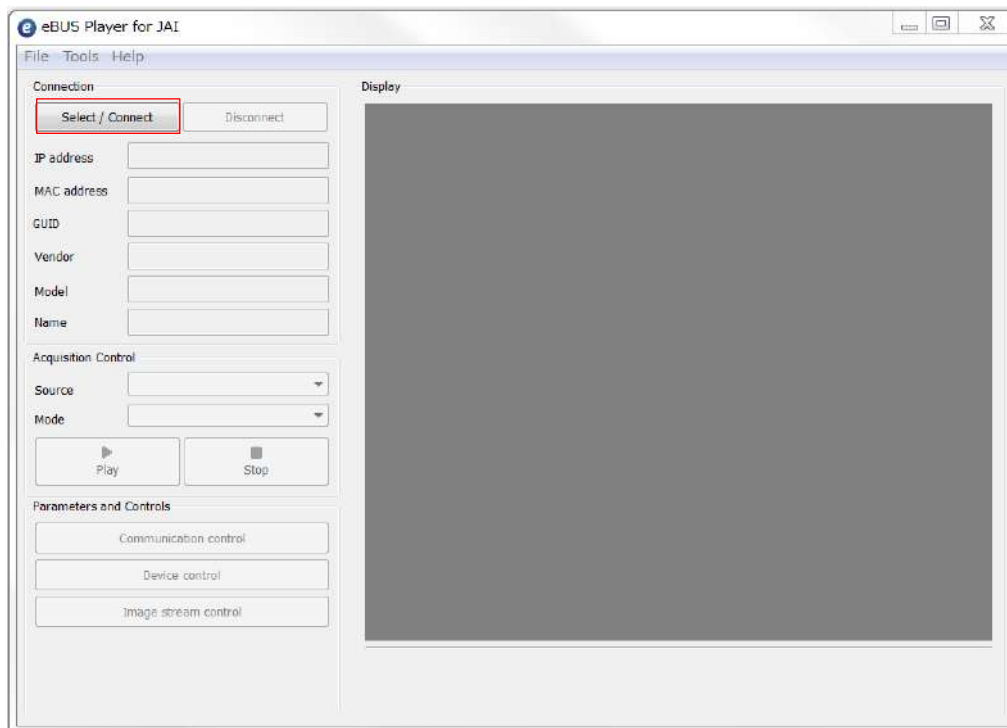 e eBUS Player for JAI
File Tools Help
Connection
Select / Connect Disconnect
IP address
MAC address
GUID
Vendor
Model
Name
Acquisition Control
Source
Mode
Play Stop
Parameters and Controls
Communication control
Device control
Image stream control
Display